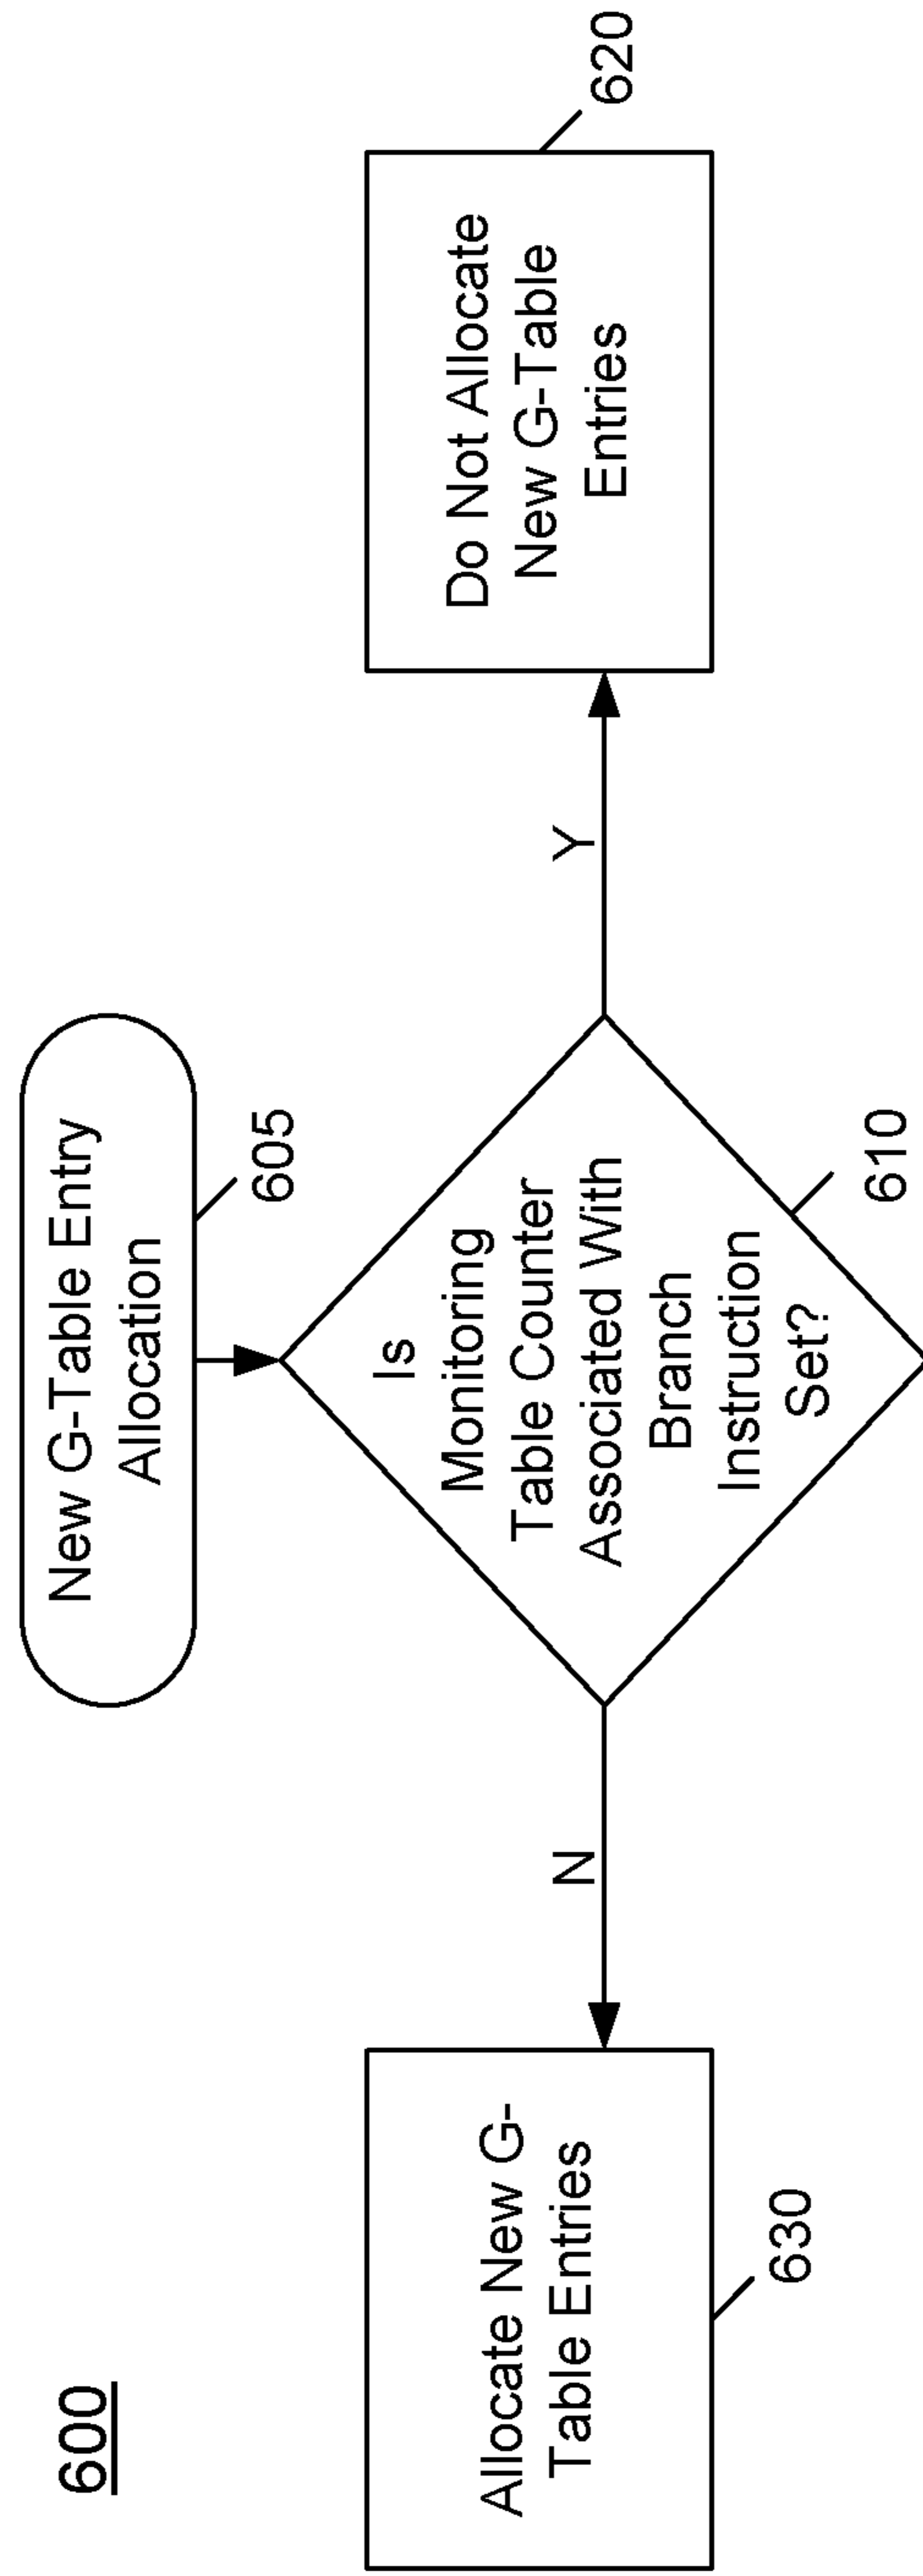 600
New G-Table Entry
Allocation
605
Is
Monitoring
Table Counter
Associated With
Branch
Instruction
Set?
610
N
Y
Allocate New G-
Table Entries
630
Do Not Allocate
New G-Table
Entries
620